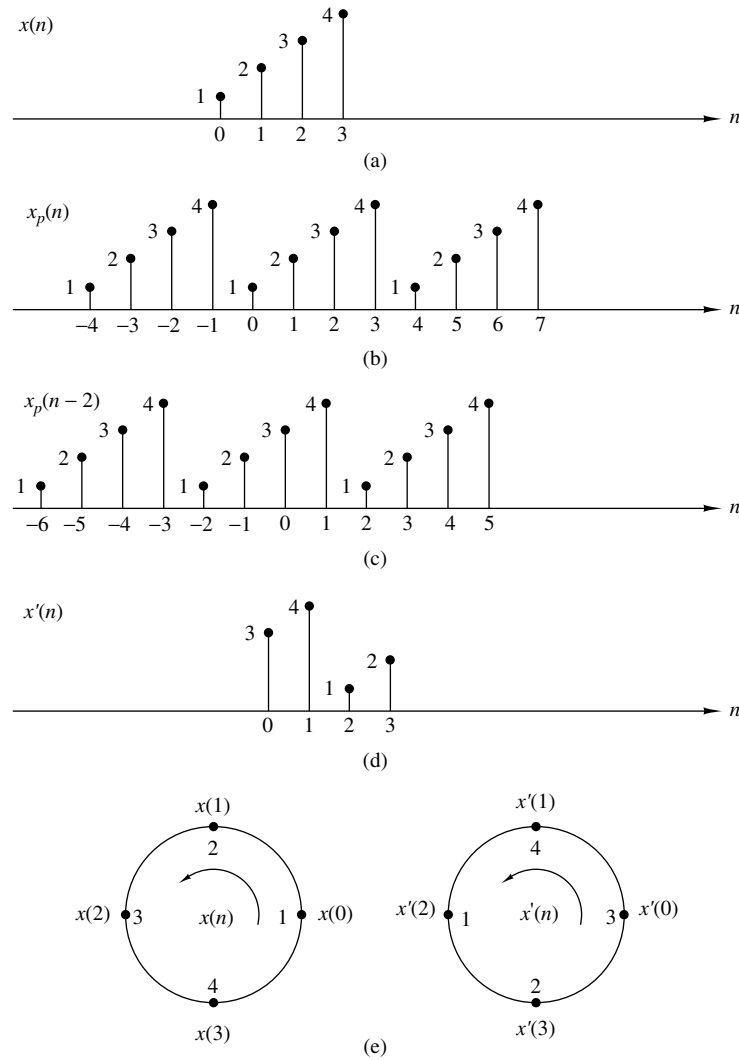 x(n)
1 2 3 4
0 1 2 3 n
(a)
x_p(n)
1 2 3 4 1 2 3 4 1 2 3 4
−4 −3 −2 −1 0 1 2 3 4 5 6 7 n
(b)
x_p(n − 2)
1 2 3 4 1 2 3 4 1 2 3 4
−6 −5 −4 −3 −2 −1 0 1 2 3 4 5 n
(c)
x′(n)
3 4 1 2
0 1 2 3 n
(d)
x(1) x′(1)
2 4
x(2) 3 x(n) 1 x(0) x′(2) 1 x'(n) 3 x′(0)
4 2
x(3) x′(3)
(e)